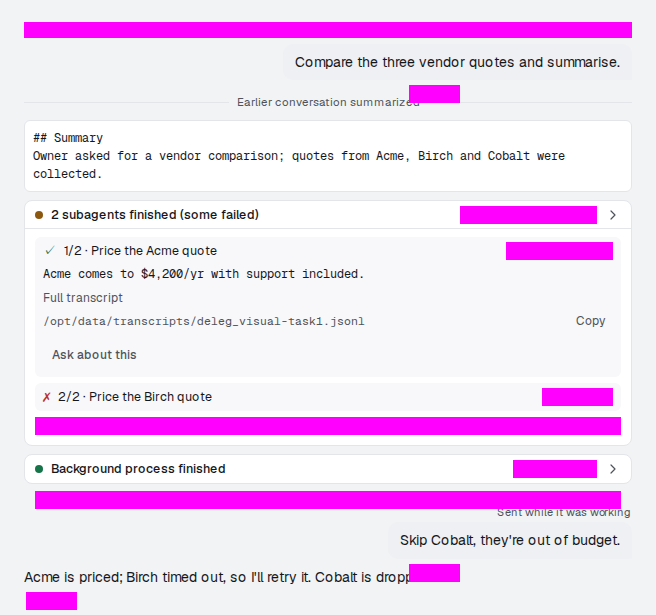 Compare the three vendor quotes and summarise.
Earlier conversation summarized
## Summary
Owner asked for a vendor comparison; quotes from Acme, Birch and Cobalt were
collected.
2 subagents finished (some failed)
✓ 1/2 · Price the Acme quote
Acme comes to $4,200/yr with support included.
Full transcript
/opt/data/transcripts/deleg_visual-task1.jsonl
Copy
Ask about this
✗ 2/2 · Price the Birch quote
Background process finished
Sent while it was working
Skip Cobalt, they're out of budget.
Acme is priced; Birch timed out, so I'll retry it. Cobalt is